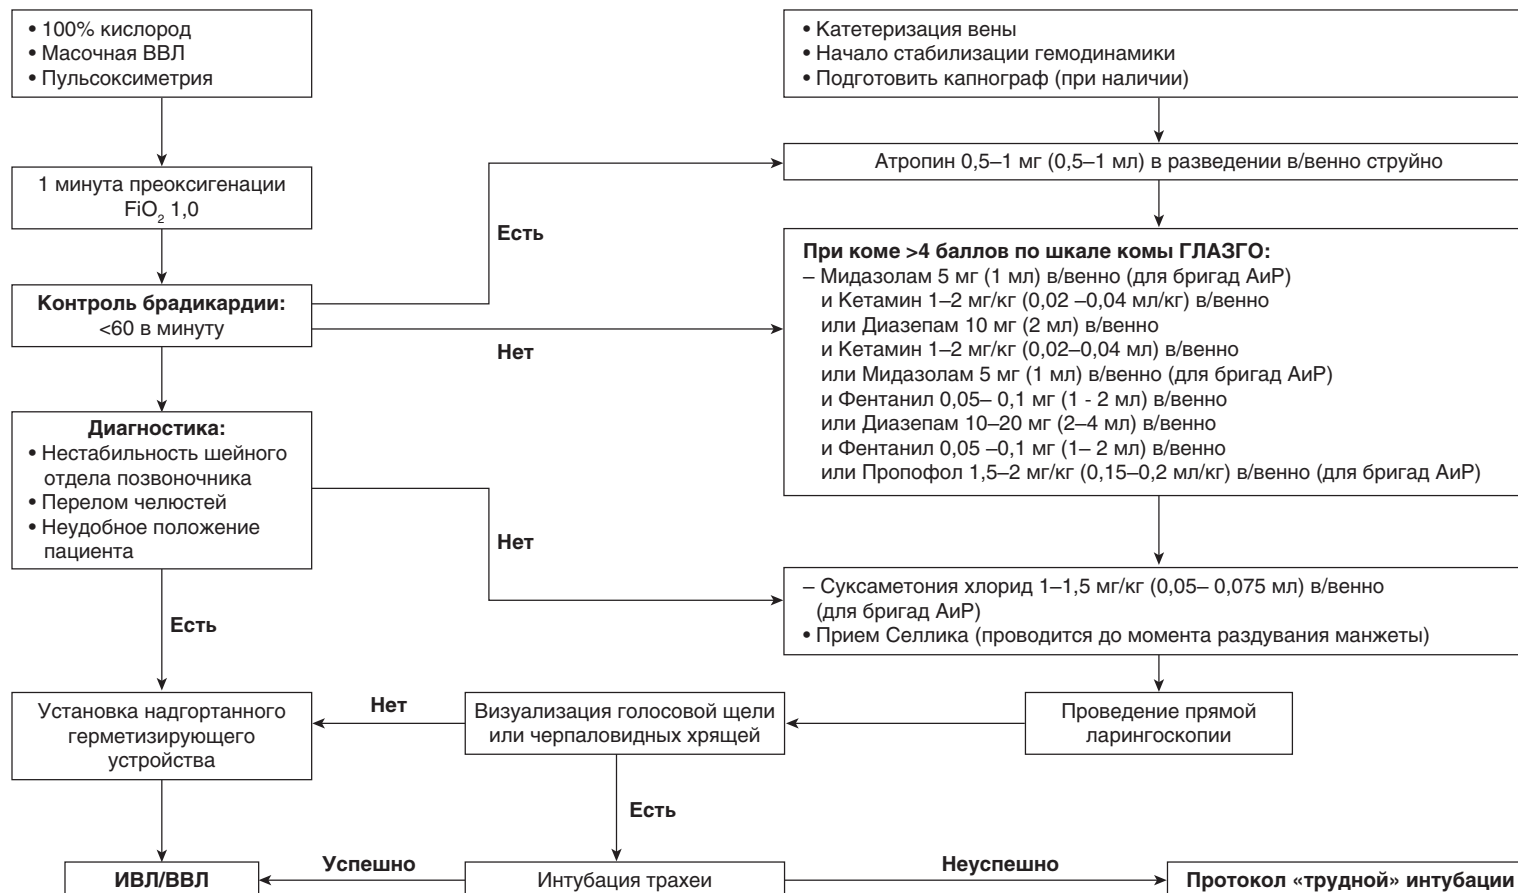 • 100% кислород
• Масочная ВВЛ
• Пульсоксиметрия
• Катетеризация вены
• Начало стабилизации гемодинамики
• Подготовить капнограф (при наличии)
1 минута преоксигенации
FiO2 1,0
Атропин 0,5–1 мг (0,5–1 мл) в разведении в/венно струйно
Есть
Контроль брадикардии:
<60 в минуту
Нет
При коме >4 баллов по шкале комы ГЛАЗГО:
– Мидазолам 5 мг (1 мл) в/венно (для бригад АиР)
и Кетамин 1–2 мг/кг (0,02 –0,04 мл/кг) в/венно
или Диазепам 10 мг (2 мл) в/венно
и Кетамин 1–2 мг/кг (0,02–0,04 мл) в/венно
или Мидазолам 5 мг (1 мл) в/венно (для бригад АиР)
и Фентанил 0,05– 0,1 мг (1 - 2 мл) в/венно
или Диазепам 10–20 мг (2–4 мл) в/венно
и Фентанил 0,05 –0,1 мг (1– 2 мл) в/венно
или Пропофол 1,5–2 мг/кг (0,15–0,2 мл/кг) в/венно (для бригад АиР)
Диагностика:
• Нестабильность шейного
отдела позвоночника
• Перелом челюстей
• Неудобное положение
пациента
Нет
Есть
– Суксаметония хлорид 1–1,5 мг/кг (0,05– 0,075 мл) в/венно
(для бригад АиР)
• Прием Селлика (проводится до момента раздувания манжеты)
Установка надгортанного
герметизирующего
устройства
Нет
Визуализация голосовой щели
или черпаловидных хрящей
Проведение прямой
ларингоскопии
Есть
ИВЛ/ВВЛ
Успешно
Интубация трахеи
Неуспешно
Протокол «трудной» интубации